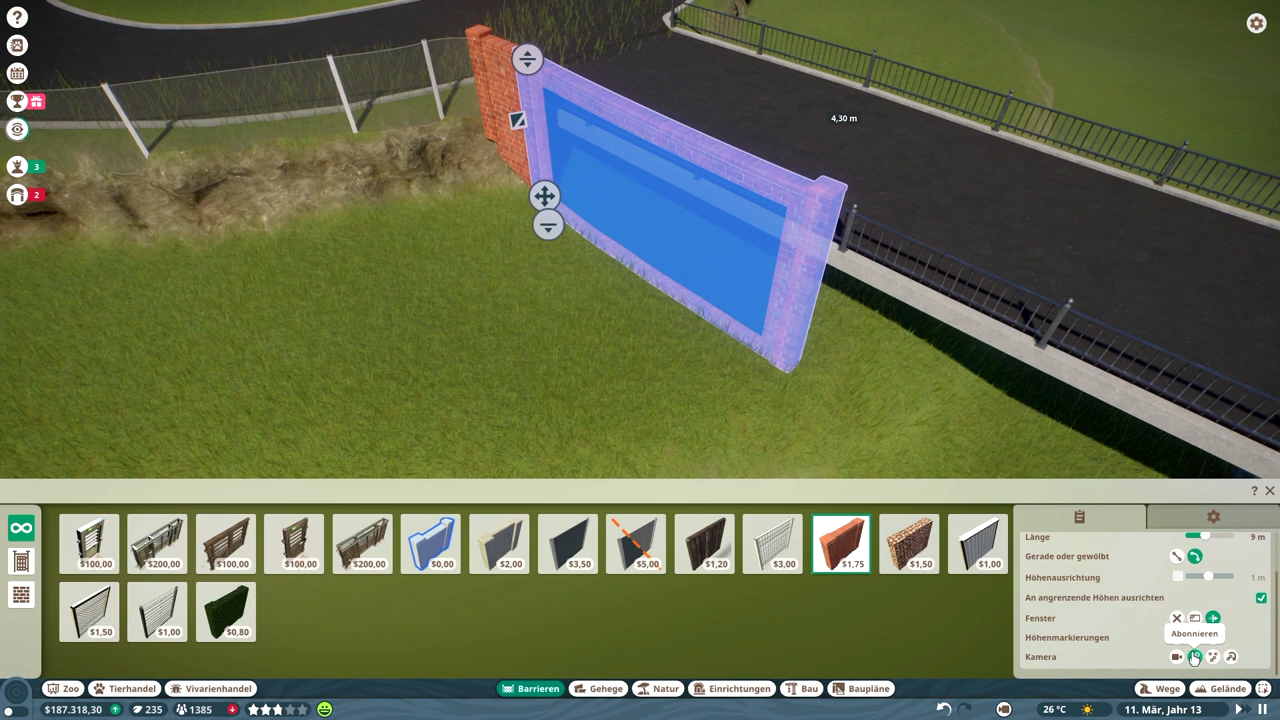 ?
3
2
4,30 m
? ×
$100,00
$200,00
$100,00
$100,00
$200,00
$0,00
$2,00
$3,50
$5,00
$1,20
$3,00
$1,75
$1,50
$1,00
$1,50
$1,00
$0,80
Länge 9 m
Gerade oder gewölbt
Höhenausrichtung 1 m
An angrenzende Höhen ausrichten
Fenster
Abonnieren
Höhenmarkierungen
Kamera
Zoo Tierhandel Vivarienhandel Barrieren Gehege Natur Einrichtungen Bau Baupläne Wege Gelände
$187.318,30 235 1385 26 °C 11. Mär, Jahr 13